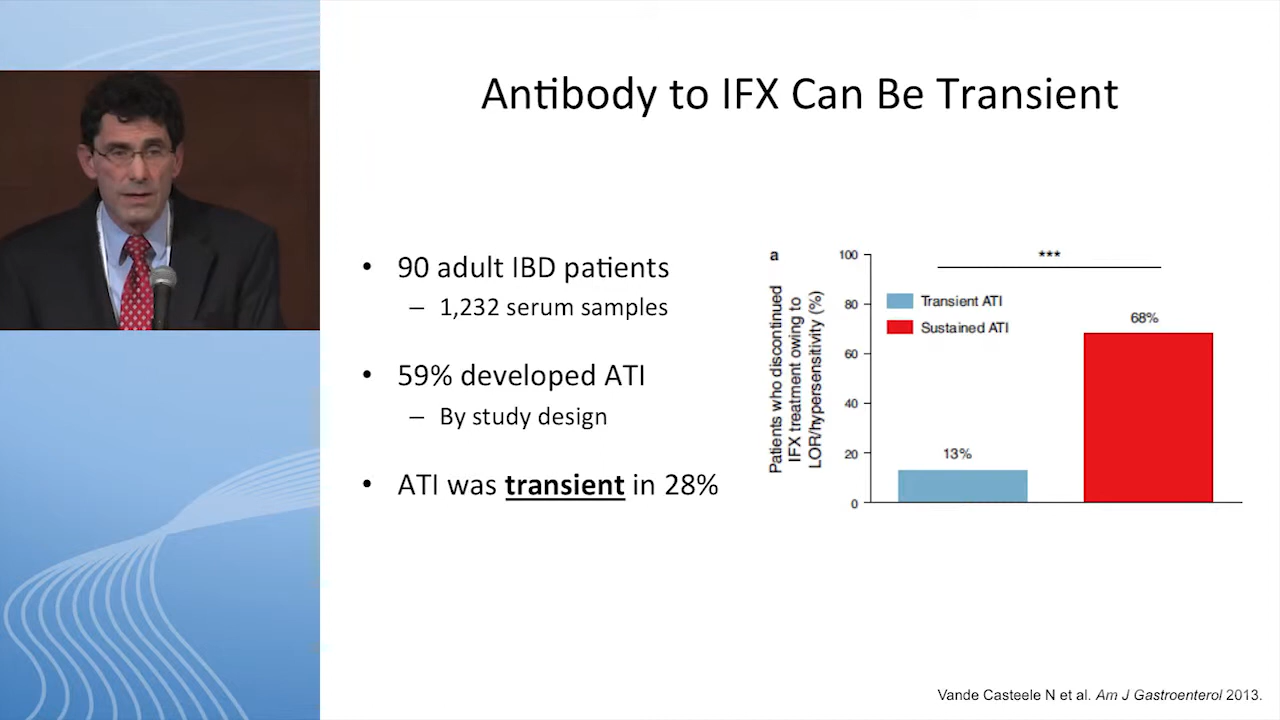 Antibody to IFX Can Be Transient
• 90 adult IBD patients
– 1,232 serum samples
• 59% developed ATI
– By study design
• ATI was transient in 28%
a
Patients who discontinued
IFX treatment owing to
LOR/hypersensitivity (%)
100
80
60
40
20
0
***
Transient ATI
Sustained ATI
13%
68%
Vande Casteele N et al. Am J Gastroenterol 2013.